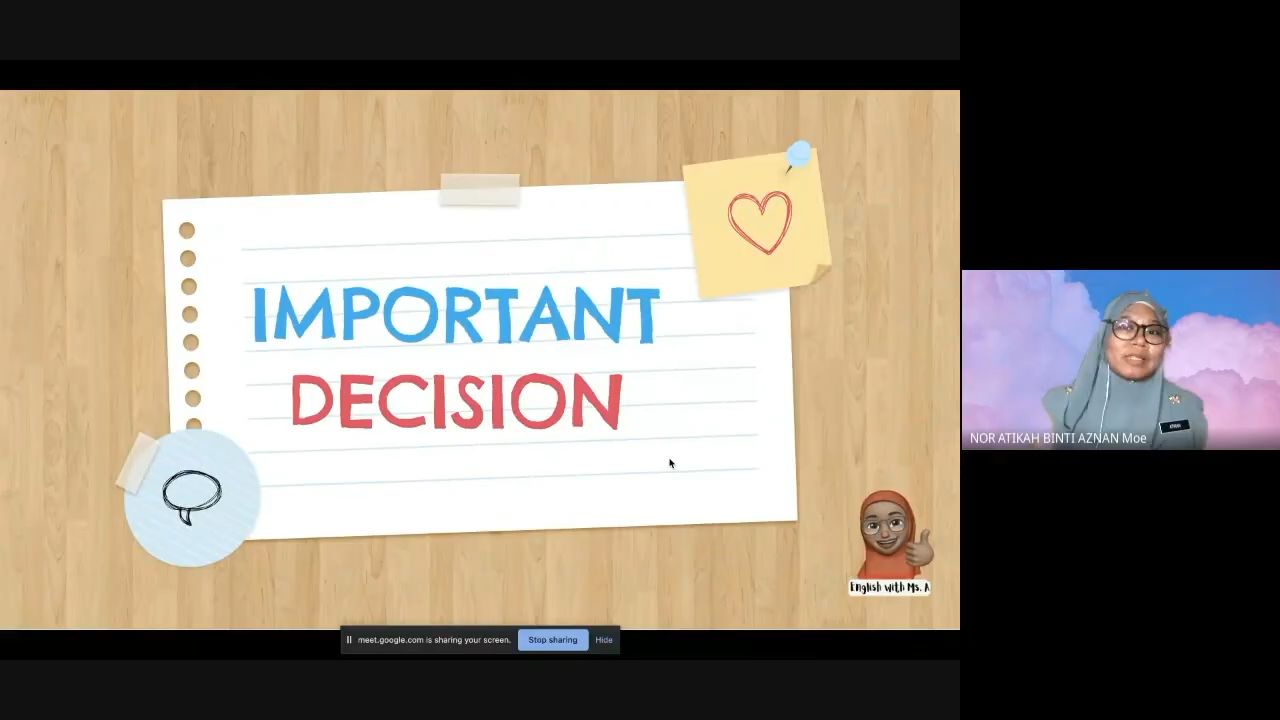 IMPORTANT
DECISION
English with Ms. A
meet.google.com is sharing your screen.
Stop sharing
Hide
NOR ATIKAH BINTI AZNAN Moe